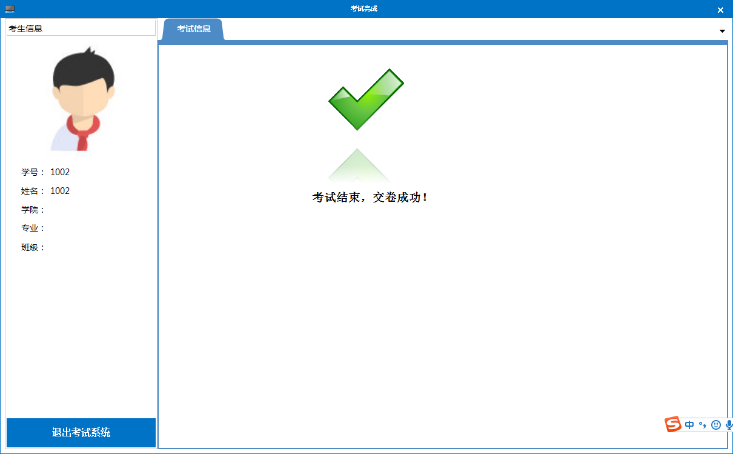 考试完成
考生信息
考试信息
学号： 1002
姓名： 1002
学院：
专业：
班级：
考试结束，交卷成功！
退出考试系统
S 中